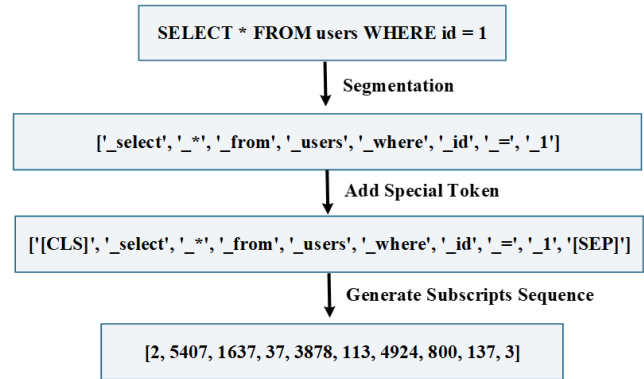 SELECT * FROM users WHERE id = 1
Segmentation
['_select', '_*', '_from', '_users', '_where', '_id', '_=', '_1']
Add Special Token
['[CLS]', '_select', '_*', '_from', '_users', '_where', '_id', '_=', '_1', '[SEP]']
Generate Subscripts Sequence
[2, 5407, 1637, 37, 3878, 113, 4924, 800, 137, 3]